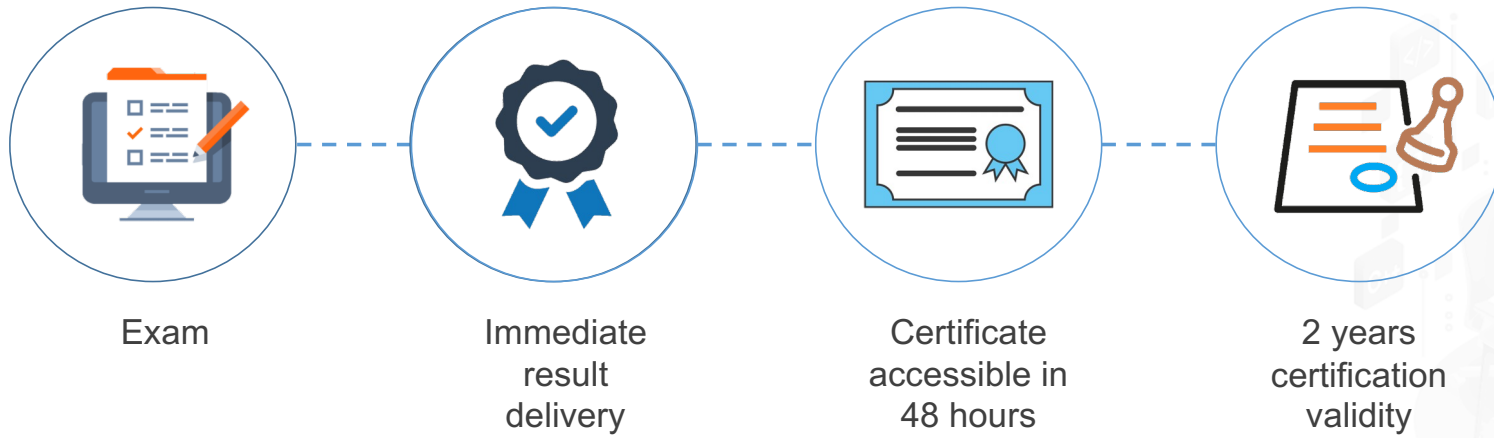 Exam
Immediate
result
delivery
Certificate
accessible in
48 hours
2 years
certification
validity